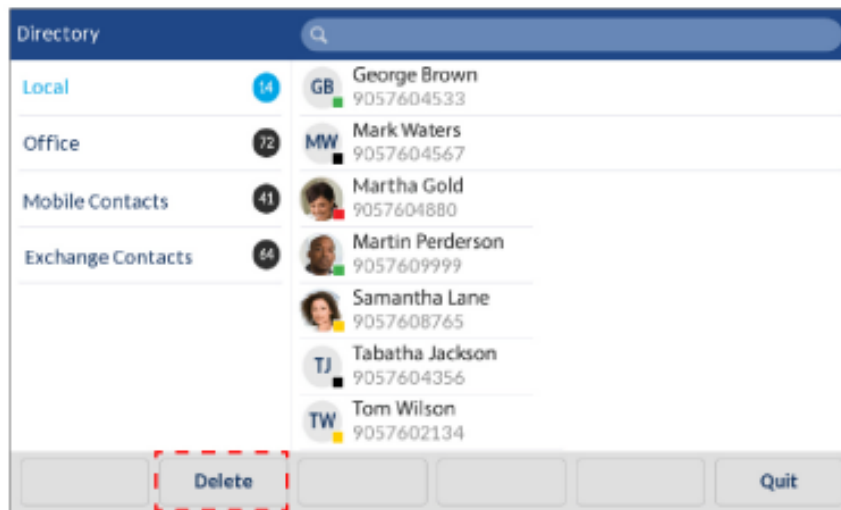 Directory
Local 14
Office 72
Mobile Contacts 41
Exchange Contacts 64
GB George Brown
9057604533
MW Mark Waters
9057604567
Martha Gold
9057604880
Martin Perderson
9057609999
Samantha Lane
9057608765
TJ Tabatha Jackson
9057604356
TW Tom Wilson
9057602134
Delete Quit